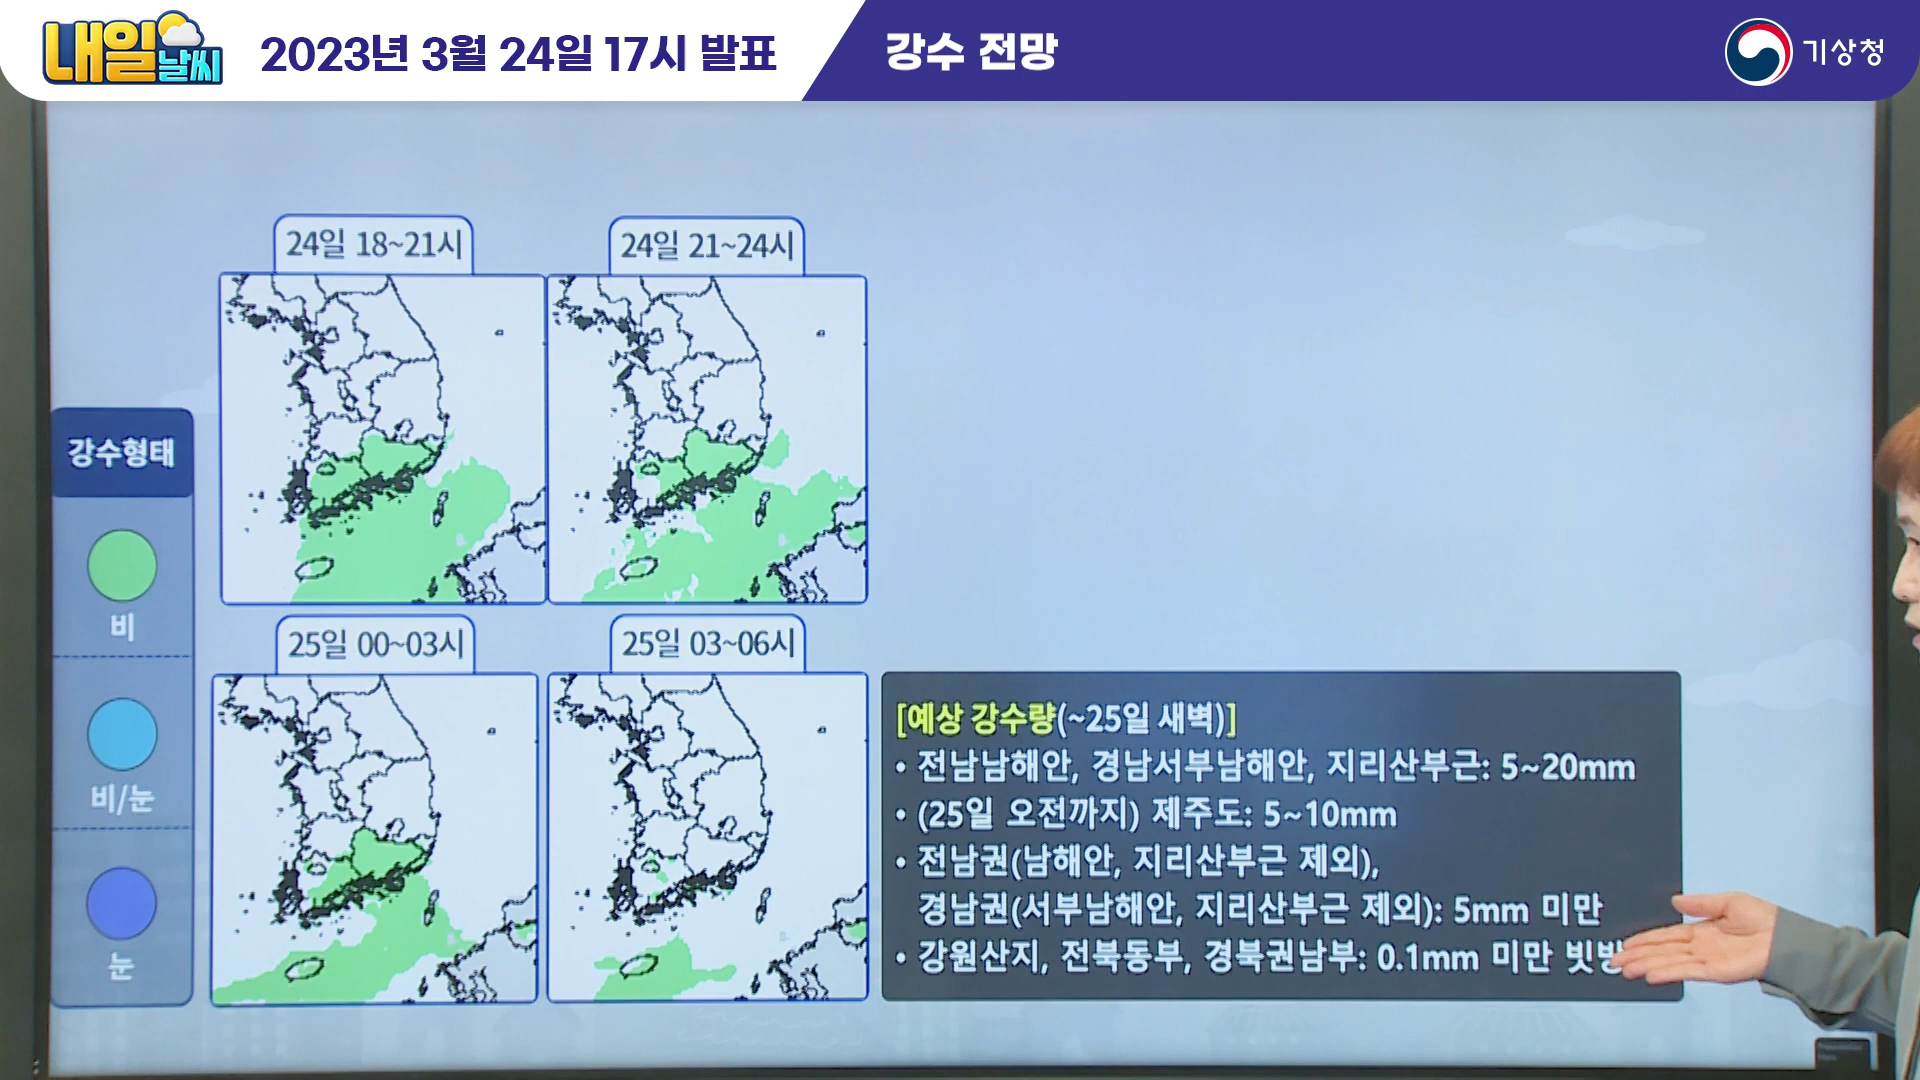 내일날씨
2023년 3월 24일 17시 발표
강수 전망
기상청
24일 18~21시
24일 21~24시
강수형태
비
비/눈
눈
25일 00~03시
25일 03~06시
[예상 강수량(~25일 새벽)]
• 전남남해안, 경남서부남해안, 지리산부근: 5~20mm
• (25일 오전까지) 제주도: 5~10mm
• 전남권(남해안, 지리산부근 제외),
경남권(서부남해안, 지리산부근 제외): 5mm 미만
• 강원산지, 전북동부, 경북권남부: 0.1mm 미만